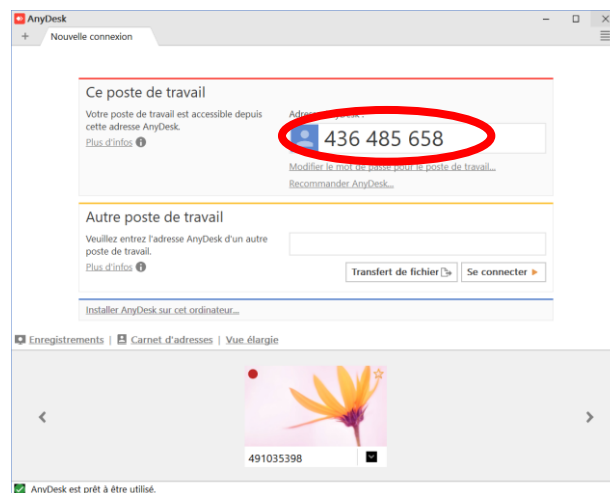 AnyDesk
Nouvelle connexion
Ce poste de travail
Votre poste de travail est accessible depuis
cette adresse AnyDesk.
Plus d'infos
436 485 658
Modifier le mot de passe pour le poste de travail...
Recommander AnyDesk...
Autre poste de travail
Veuillez entrez l'adresse AnyDesk d'un autre
poste de travail.
Plus d'infos
Transfert de fichier
Se connecter
Installer AnyDesk sur cet ordinateur...
Enregistrements | Carnet d'adresses | Vue élargie
491035398
AnyDesk est prêt à être utilisé.